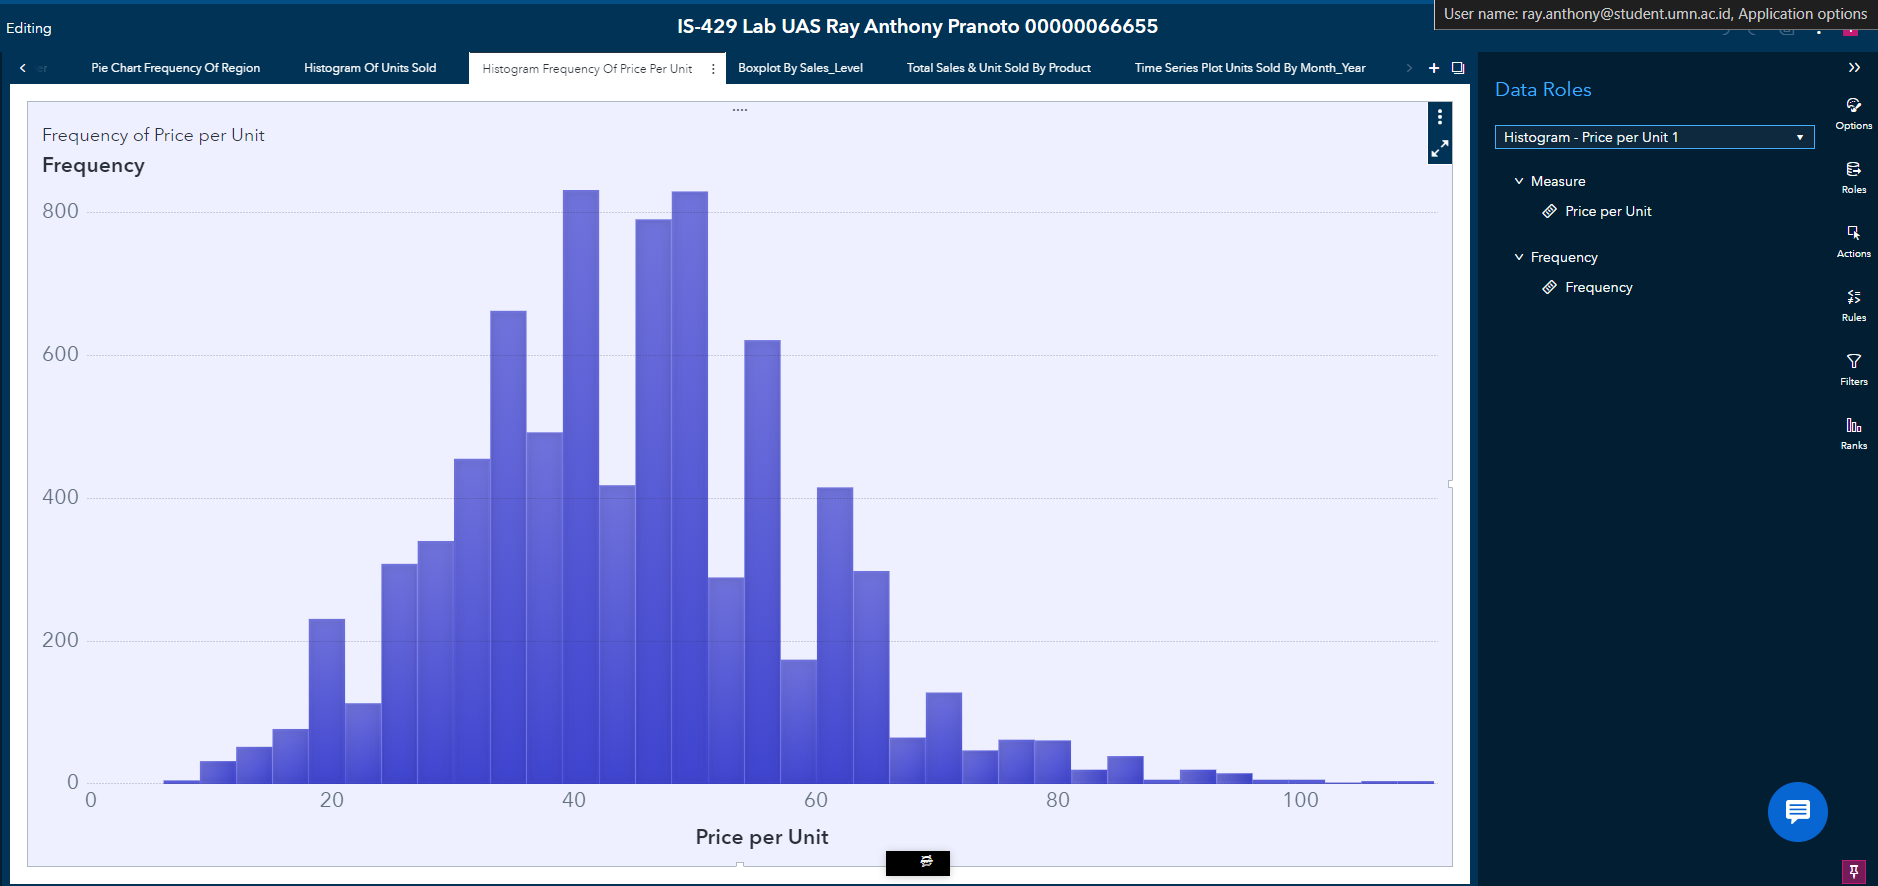 User name: ray.anthony@student.umn.ac.id, Application options
Editing
IS-429 Lab UAS Ray Anthony Pranoto 00000066655
Pie Chart Frequency Of Region
Histogram Of Units Sold
Histogram Frequency Of Price Per Unit
Boxplot By Sales_Level
Total Sales & Unit Sold By Product
Time Series Plot Units Sold By Month_Year
Frequency of Price per Unit
Frequency
800
600
400
200
0
0 20 40 60 80 100
Price per Unit
Data Roles
Histogram - Price per Unit 1
Measure
Price per Unit
Frequency
Frequency
Options
Roles
Actions
Rules
Filters
Ranks